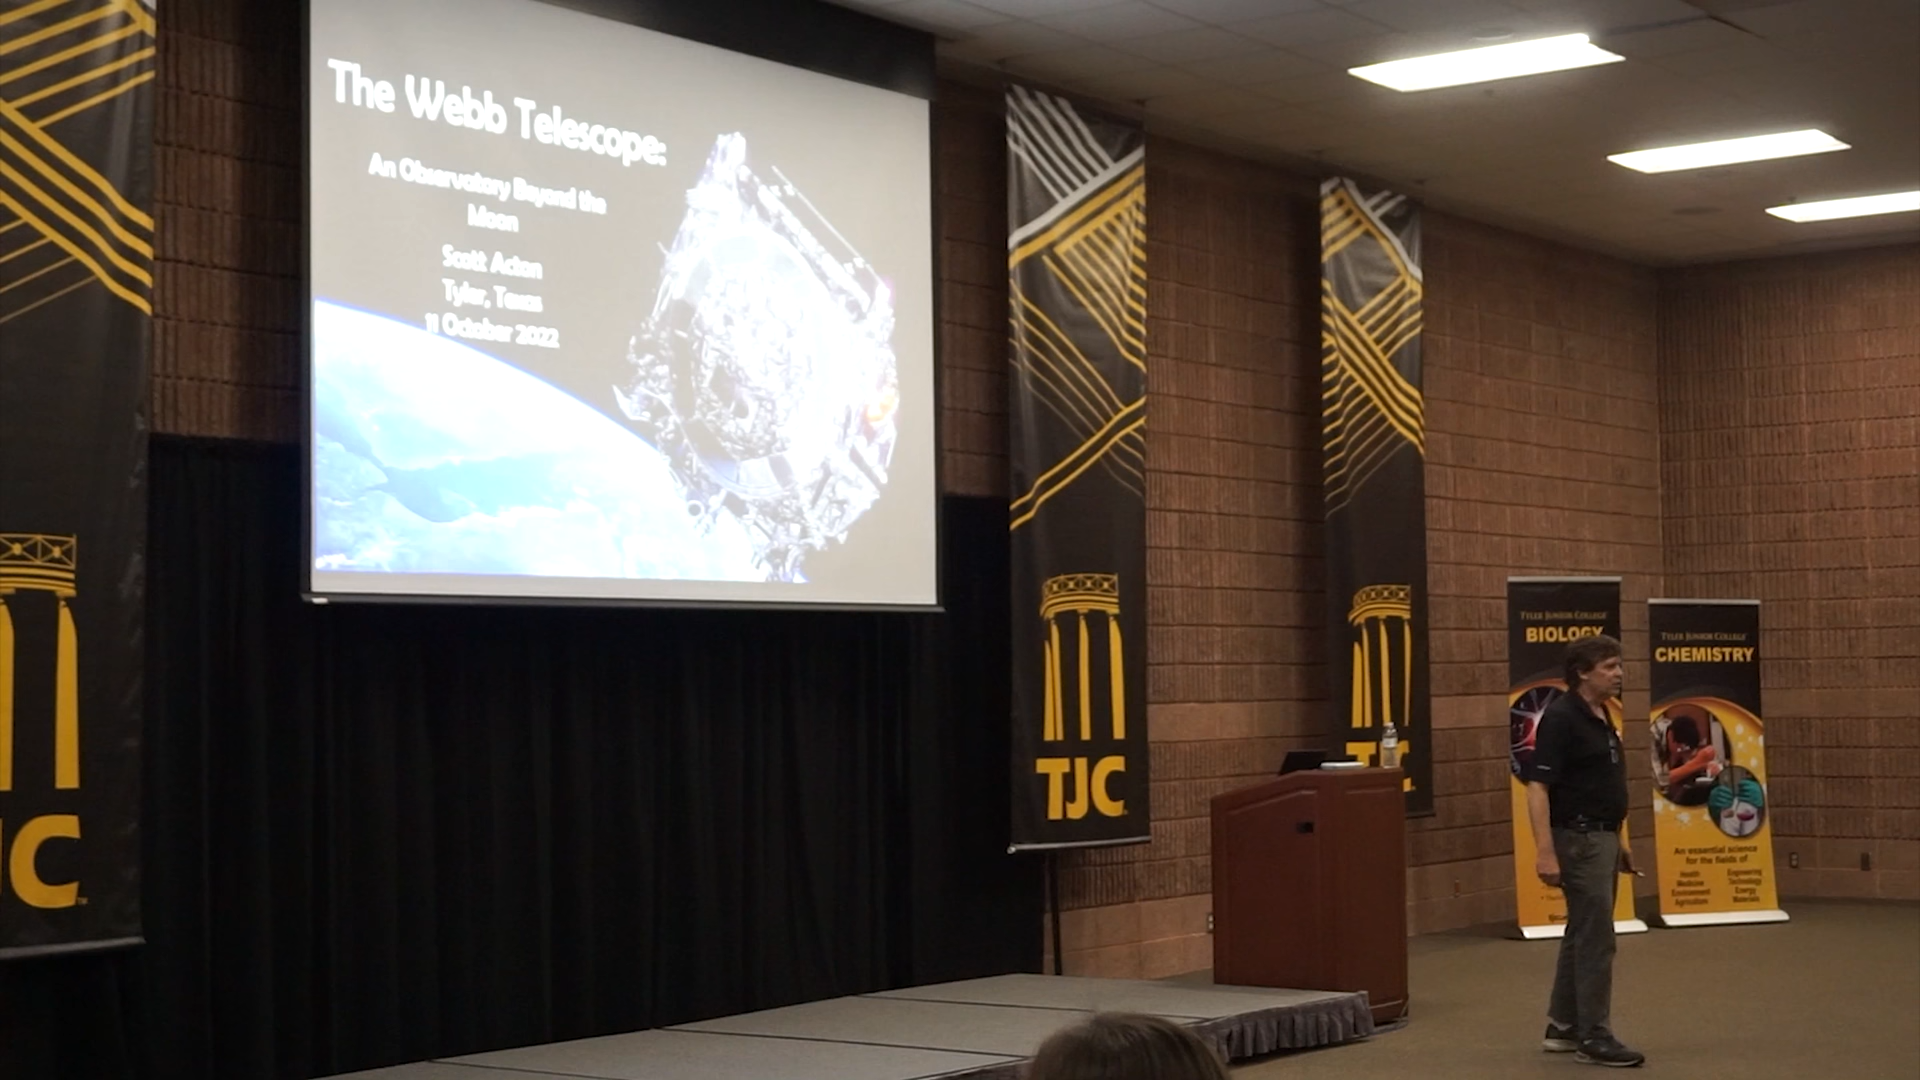 The Webb Telescope:
An Observatory Beyond the
Moon
Scott Acton
Tyler, Texas
11 October 2022
JC
TM
TJC
TJC
TYLER JUNIOR COLLEGE
BIOLOGY
TYLER JUNIOR COLLEGE
CHEMISTRY
An essential science
for the fields of
Health
Medicine
Environment
Agriculture
Engineering
Technology
Energy
Materials